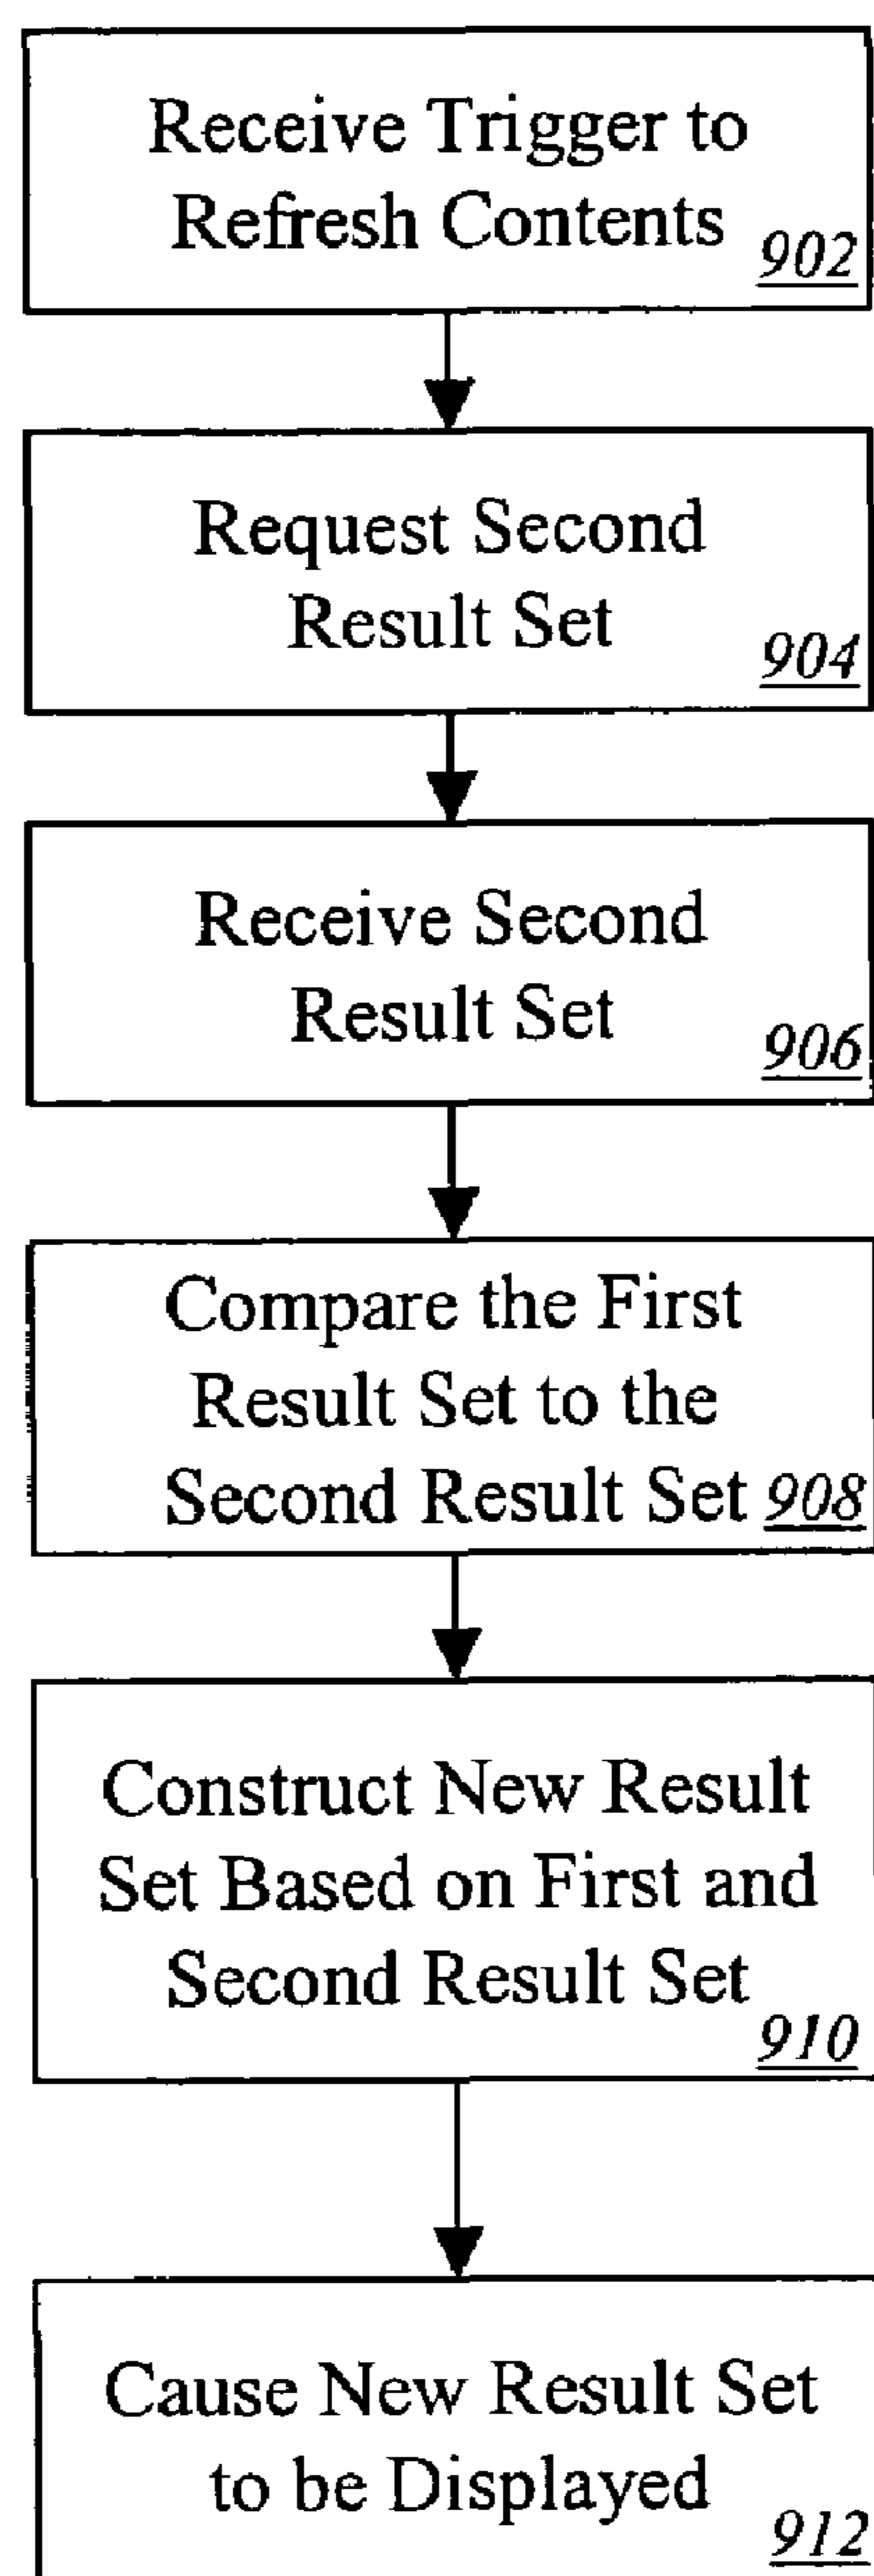 Receive Trigger to
Refresh Contents
902
Request Second
Result Set
904
Receive Second
Result Set
906
Compare the First
Result Set to the
Second Result Set 908
Construct New Result
Set Based on First and
Second Result Set
910
Cause New Result Set
to be Displayed
912